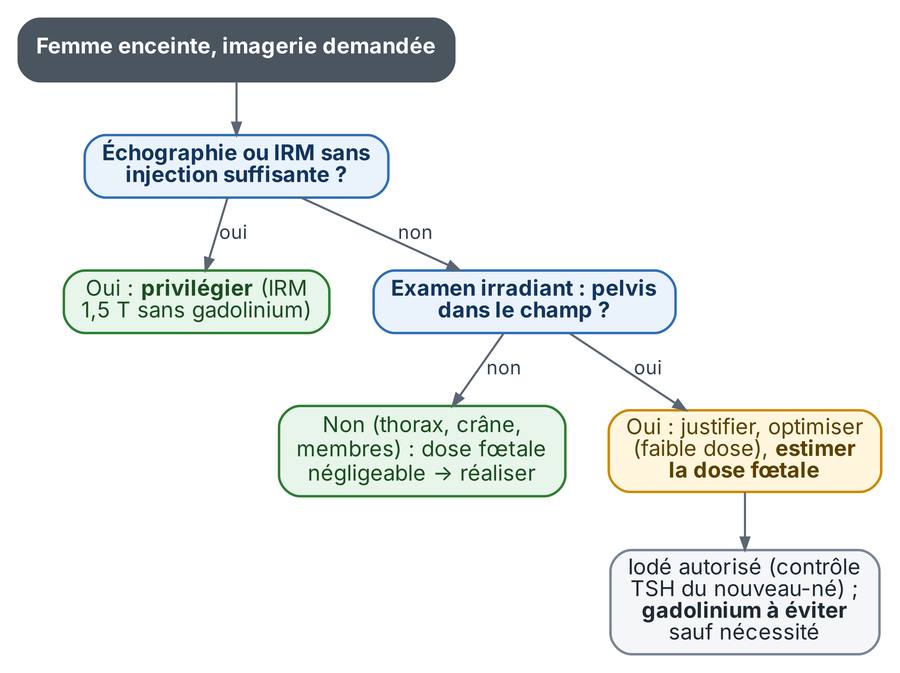 Femme enceinte, imagerie demandée
Échographie ou IRM sans
injection suffisante ?
oui
non
Oui : privilégier (IRM
1,5 T sans gadolinium)
Examen irradiant : pelvis
dans le champ ?
non
oui
Non (thorax, crâne,
membres) : dose fœtale
négligeable → réaliser
Oui : justifier, optimiser
(faible dose), estimer
la dose fœtale
Iodé autorisé (contrôle
TSH du nouveau-né) ;
gadolinium à éviter
sauf nécessité